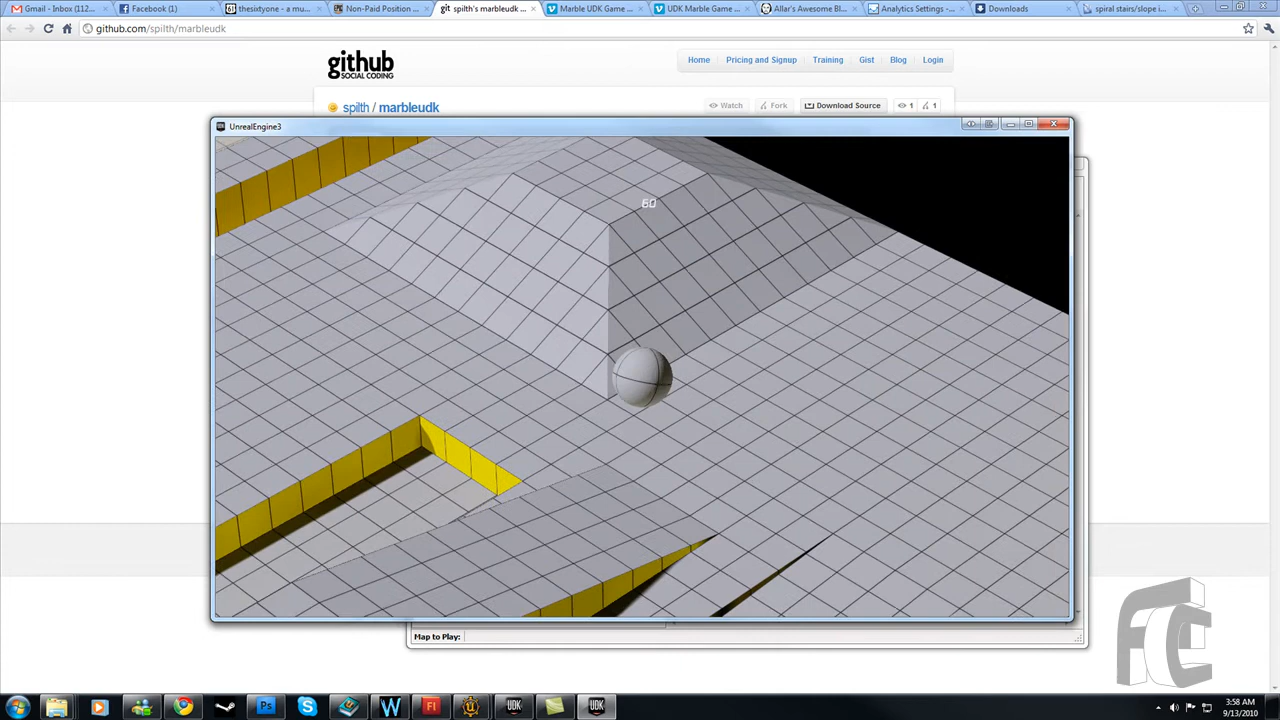 Gmail - Inbox (112...
Facebook (1)
thesixtyone - a mu...
Non-Paid Position ...
spilth's marbleudk ...
Marble UDK Game ...
UDK Marble Game ...
Allar's Awesome Bl...
Analytics Settings -...
Downloads
spiral stairs/slope i...
github.com/spilth/marbleudk
github
SOCIAL CODING
Home
Pricing and Signup
Training
Gist
Blog
Login
spilth / marbleudk
Watch
Fork
Download Source
1
1
UnrealEngine3
60
Map to Play:
FCE
3:58 AM
9/13/2010